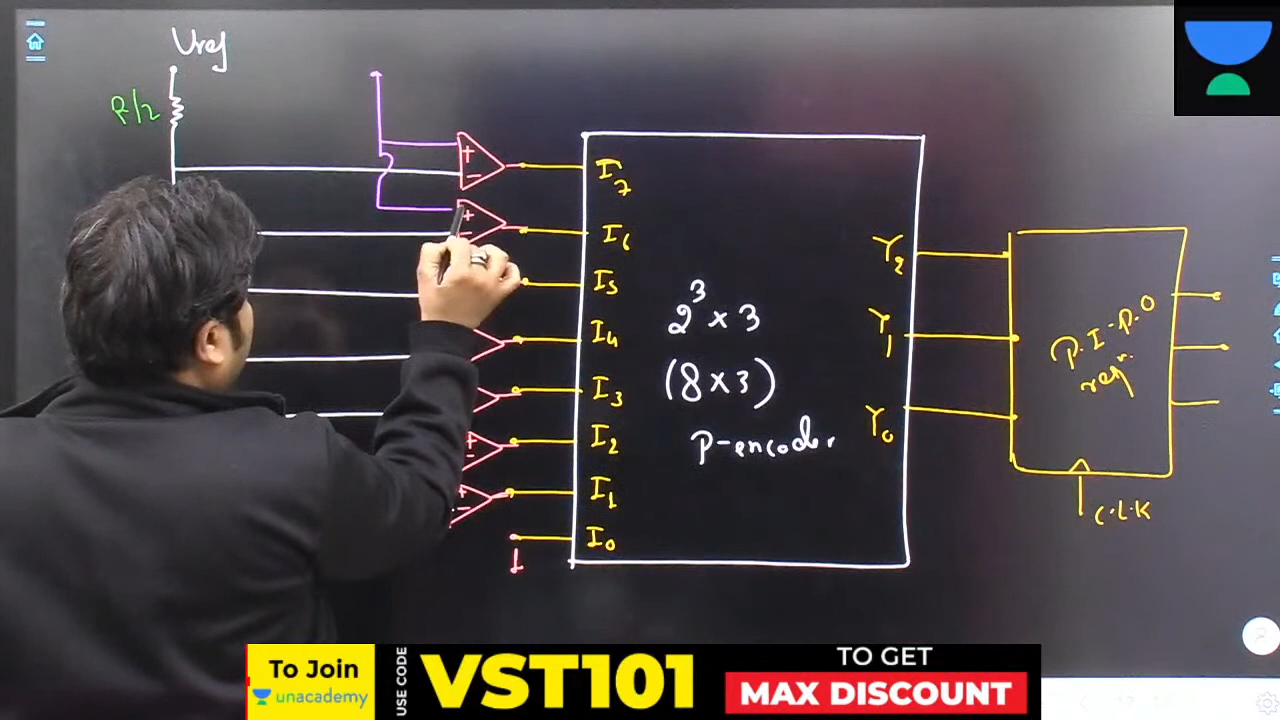 Vref
R/2
+
-
I7
+
-
I6
I5
I4
I3
+
-
I2
+
-
I1
I0
1
2³ × 3
(8 × 3)
P-encoder
Y2
Y1
Y0
P.I-P.O
reg.
C.L.K
To Join
unacademy
USE CODE
VST101
TO GET
MAX DISCOUNT